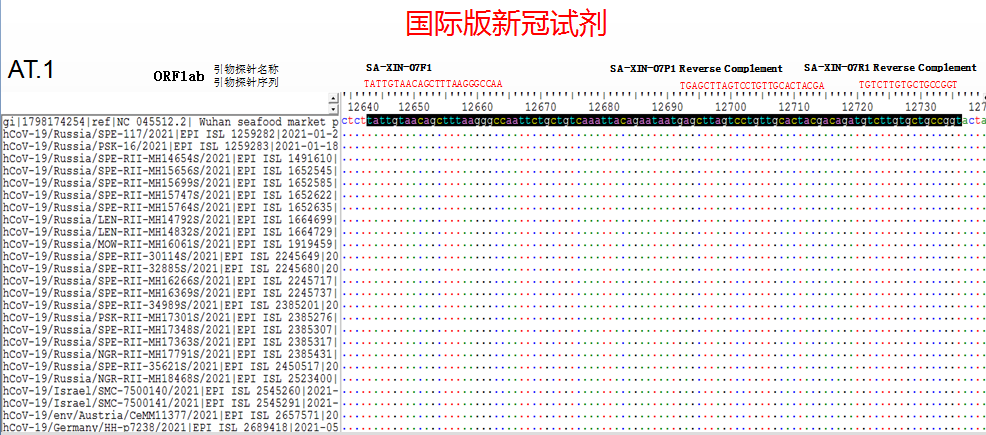 国际版新冠试剂
AT.1
ORF1ab
引物探针名称
引物探针序列
SA-XIN-07F1
SA-XIN-07P1 Reverse Complement
SA-XIN-07R1 Reverse Complement
TATTGTAACAGCTTTAAGGGCCAA
TGAGCTTAGTCCTGTTGCACTACGA
TGTCTTGTGCTGCCGGT
12640 12650 12660 12670 12680 12690 12700 12710 12720 12730
gi|1798174254|ref|NC 045512.2| Wuhan seafood market p
ctcttattgtaacagctttaagggccaattctgctgtcaaattacagaataatgagcttagtcctgttgcactacgacagatgtcttgtgctgccggtacta
hCoV-19/Russia/SPE-117/2021|EPI ISL 1259282|2021-01-2
hCoV-19/Russia/PSK-16/2021|EPI ISL 1259283|2021-01-18
hCoV-19/Russia/SPE-RII-MH14654S/2021|EPI ISL 1491610|
hCoV-19/Russia/SPE-RII-MH15656S/2021|EPI ISL 1652545|
hCoV-19/Russia/SPE-RII-MH15699S/2021|EPI ISL 1652585|
hCoV-19/Russia/SPE-RII-MH15747S/2021|EPI ISL 1652622|
hCoV-19/Russia/SPE-RII-MH15764S/2021|EPI ISL 1652635|
hCoV-19/Russia/LEN-RII-MH14792S/2021|EPI ISL 1664699|
hCoV-19/Russia/LEN-RII-MH14832S/2021|EPI ISL 1664729|
hCoV-19/Russia/MOW-RII-MH16061S/2021|EPI ISL 1919459|
hCoV-19/Russia/SPE-RII-30114S/2021|EPI ISL 2245649|20
hCoV-19/Russia/SPE-RII-32885S/2021|EPI ISL 2245680|20
hCoV-19/Russia/SPE-RII-MH16266S/2021|EPI ISL 2245717|
hCoV-19/Russia/SPE-RII-MH16369S/2021|EPI ISL 2245737|
hCoV-19/Russia/SPE-RII-34989S/2021|EPI ISL 2385201|20
hCoV-19/Russia/PSK-RII-MH17301S/2021|EPI ISL 2385276|
hCoV-19/Russia/SPE-RII-MH17348S/2021|EPI ISL 2385307|
hCoV-19/Russia/SPE-RII-MH17363S/2021|EPI ISL 2385317|
hCoV-19/Russia/NGR-RII-MH17791S/2021|EPI ISL 2385431|
hCoV-19/Russia/SPE-RII-35621S/2021|EPI ISL 2450517|20
hCoV-19/Russia/NGR-RII-MH18468S/2021|EPI ISL 2523400|
hCoV-19/Israel/SMC-7500140/2021|EPI ISL 2545260|2021-
hCoV-19/Israel/SMC-7500141/2021|EPI ISL 2545291|2021-
hCoV-19/env/Austria/CeMM11377/2021|EPI ISL 2657571|20
hCoV-19/Germany/HH-p7238/2021|EPI ISL 2689418|2021-05